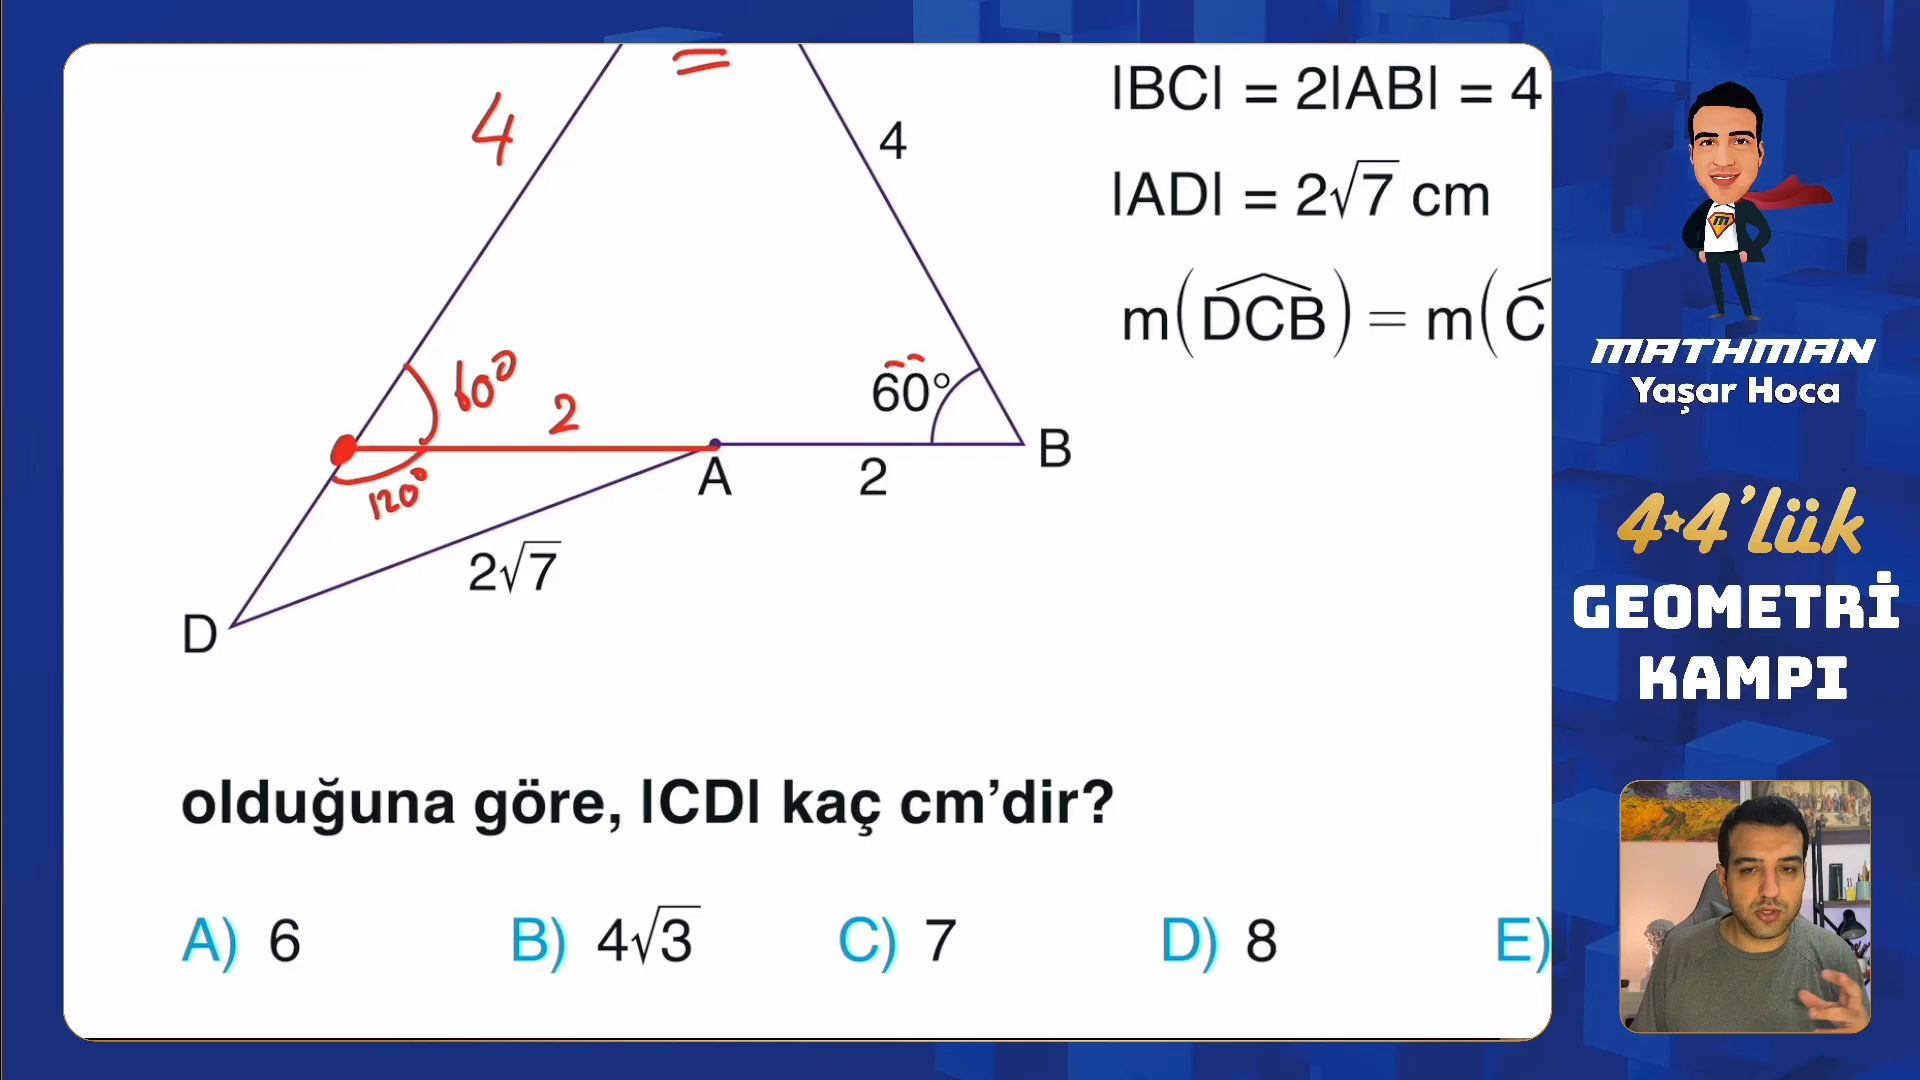 4
4
|BC| = 2|AB| = 4
|AD| = 2√7 cm
m(DCB) = m(C
60°
2
60°
B
A
2
120°
2√7
D
olduğuna göre, |CD| kaç cm’dir?
A) 6 B) 4√3 C) 7 D) 8 E)
m
MATHMAN
Yaşar Hoca
4★4’lük
GEOMETRİ
KAMPI